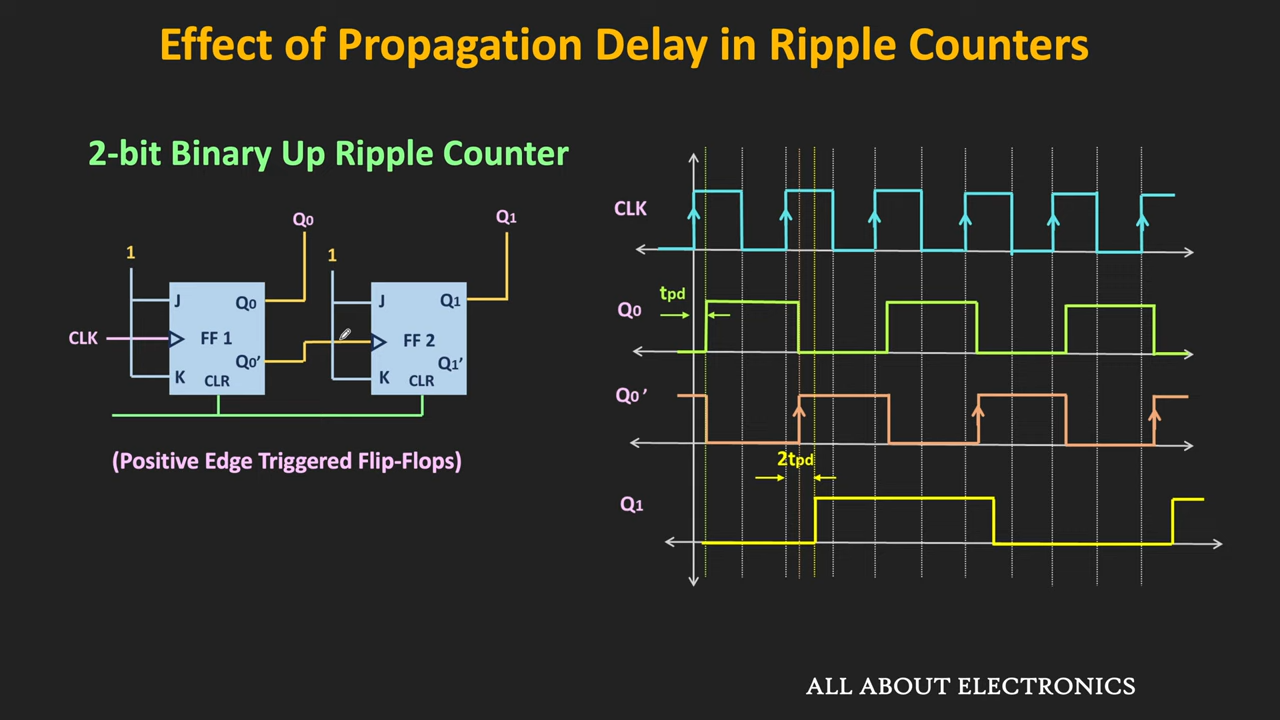 Effect of Propagation Delay in Ripple Counters
2-bit Binary Up Ripple Counter
Q0
Q1
1
1
J
Q0
CLK
FF 1
Q0’
K
CLR
J
Q1
FF 2
Q1’
K
CLR
(Positive Edge Triggered Flip-Flops)
CLK
tpd
Q0
Q0’
2tpd
Q1
ALL ABOUT ELECTRONICS